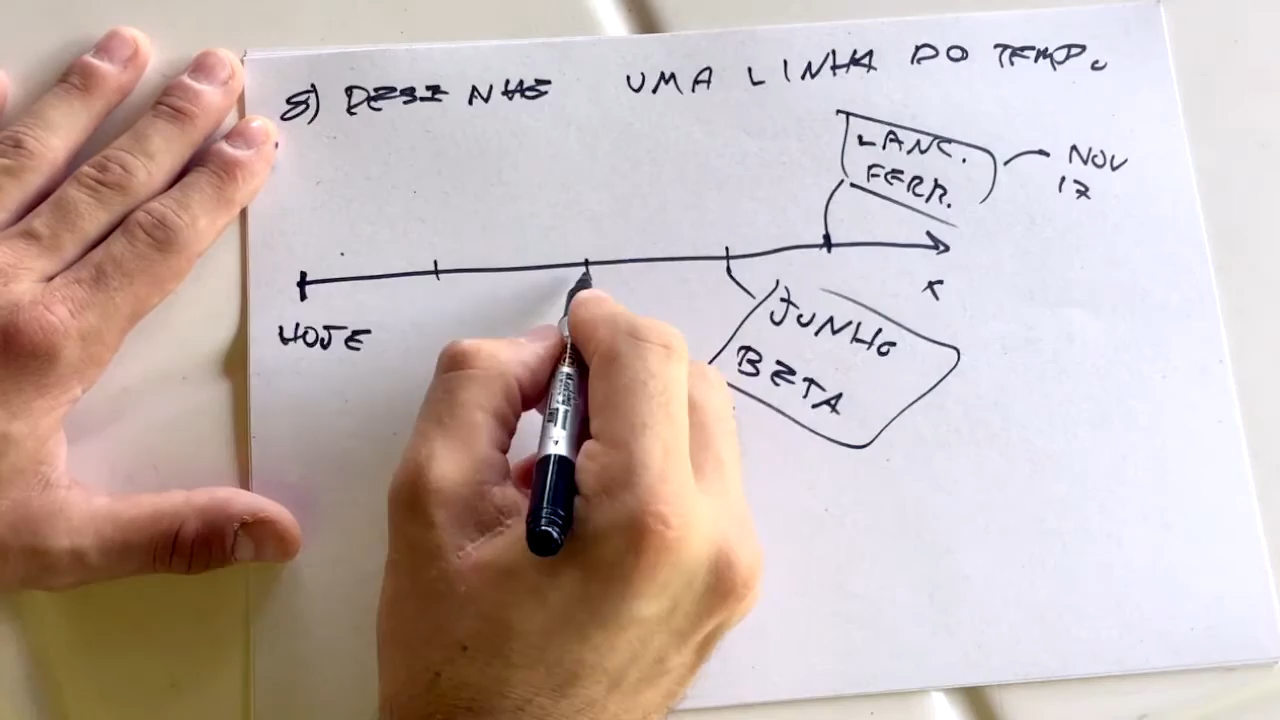 8) DESENHE UMA LINHA DO TEMPO
LANC.
FERR.
NOV
17
HOJE
X
JUNHO
BETA